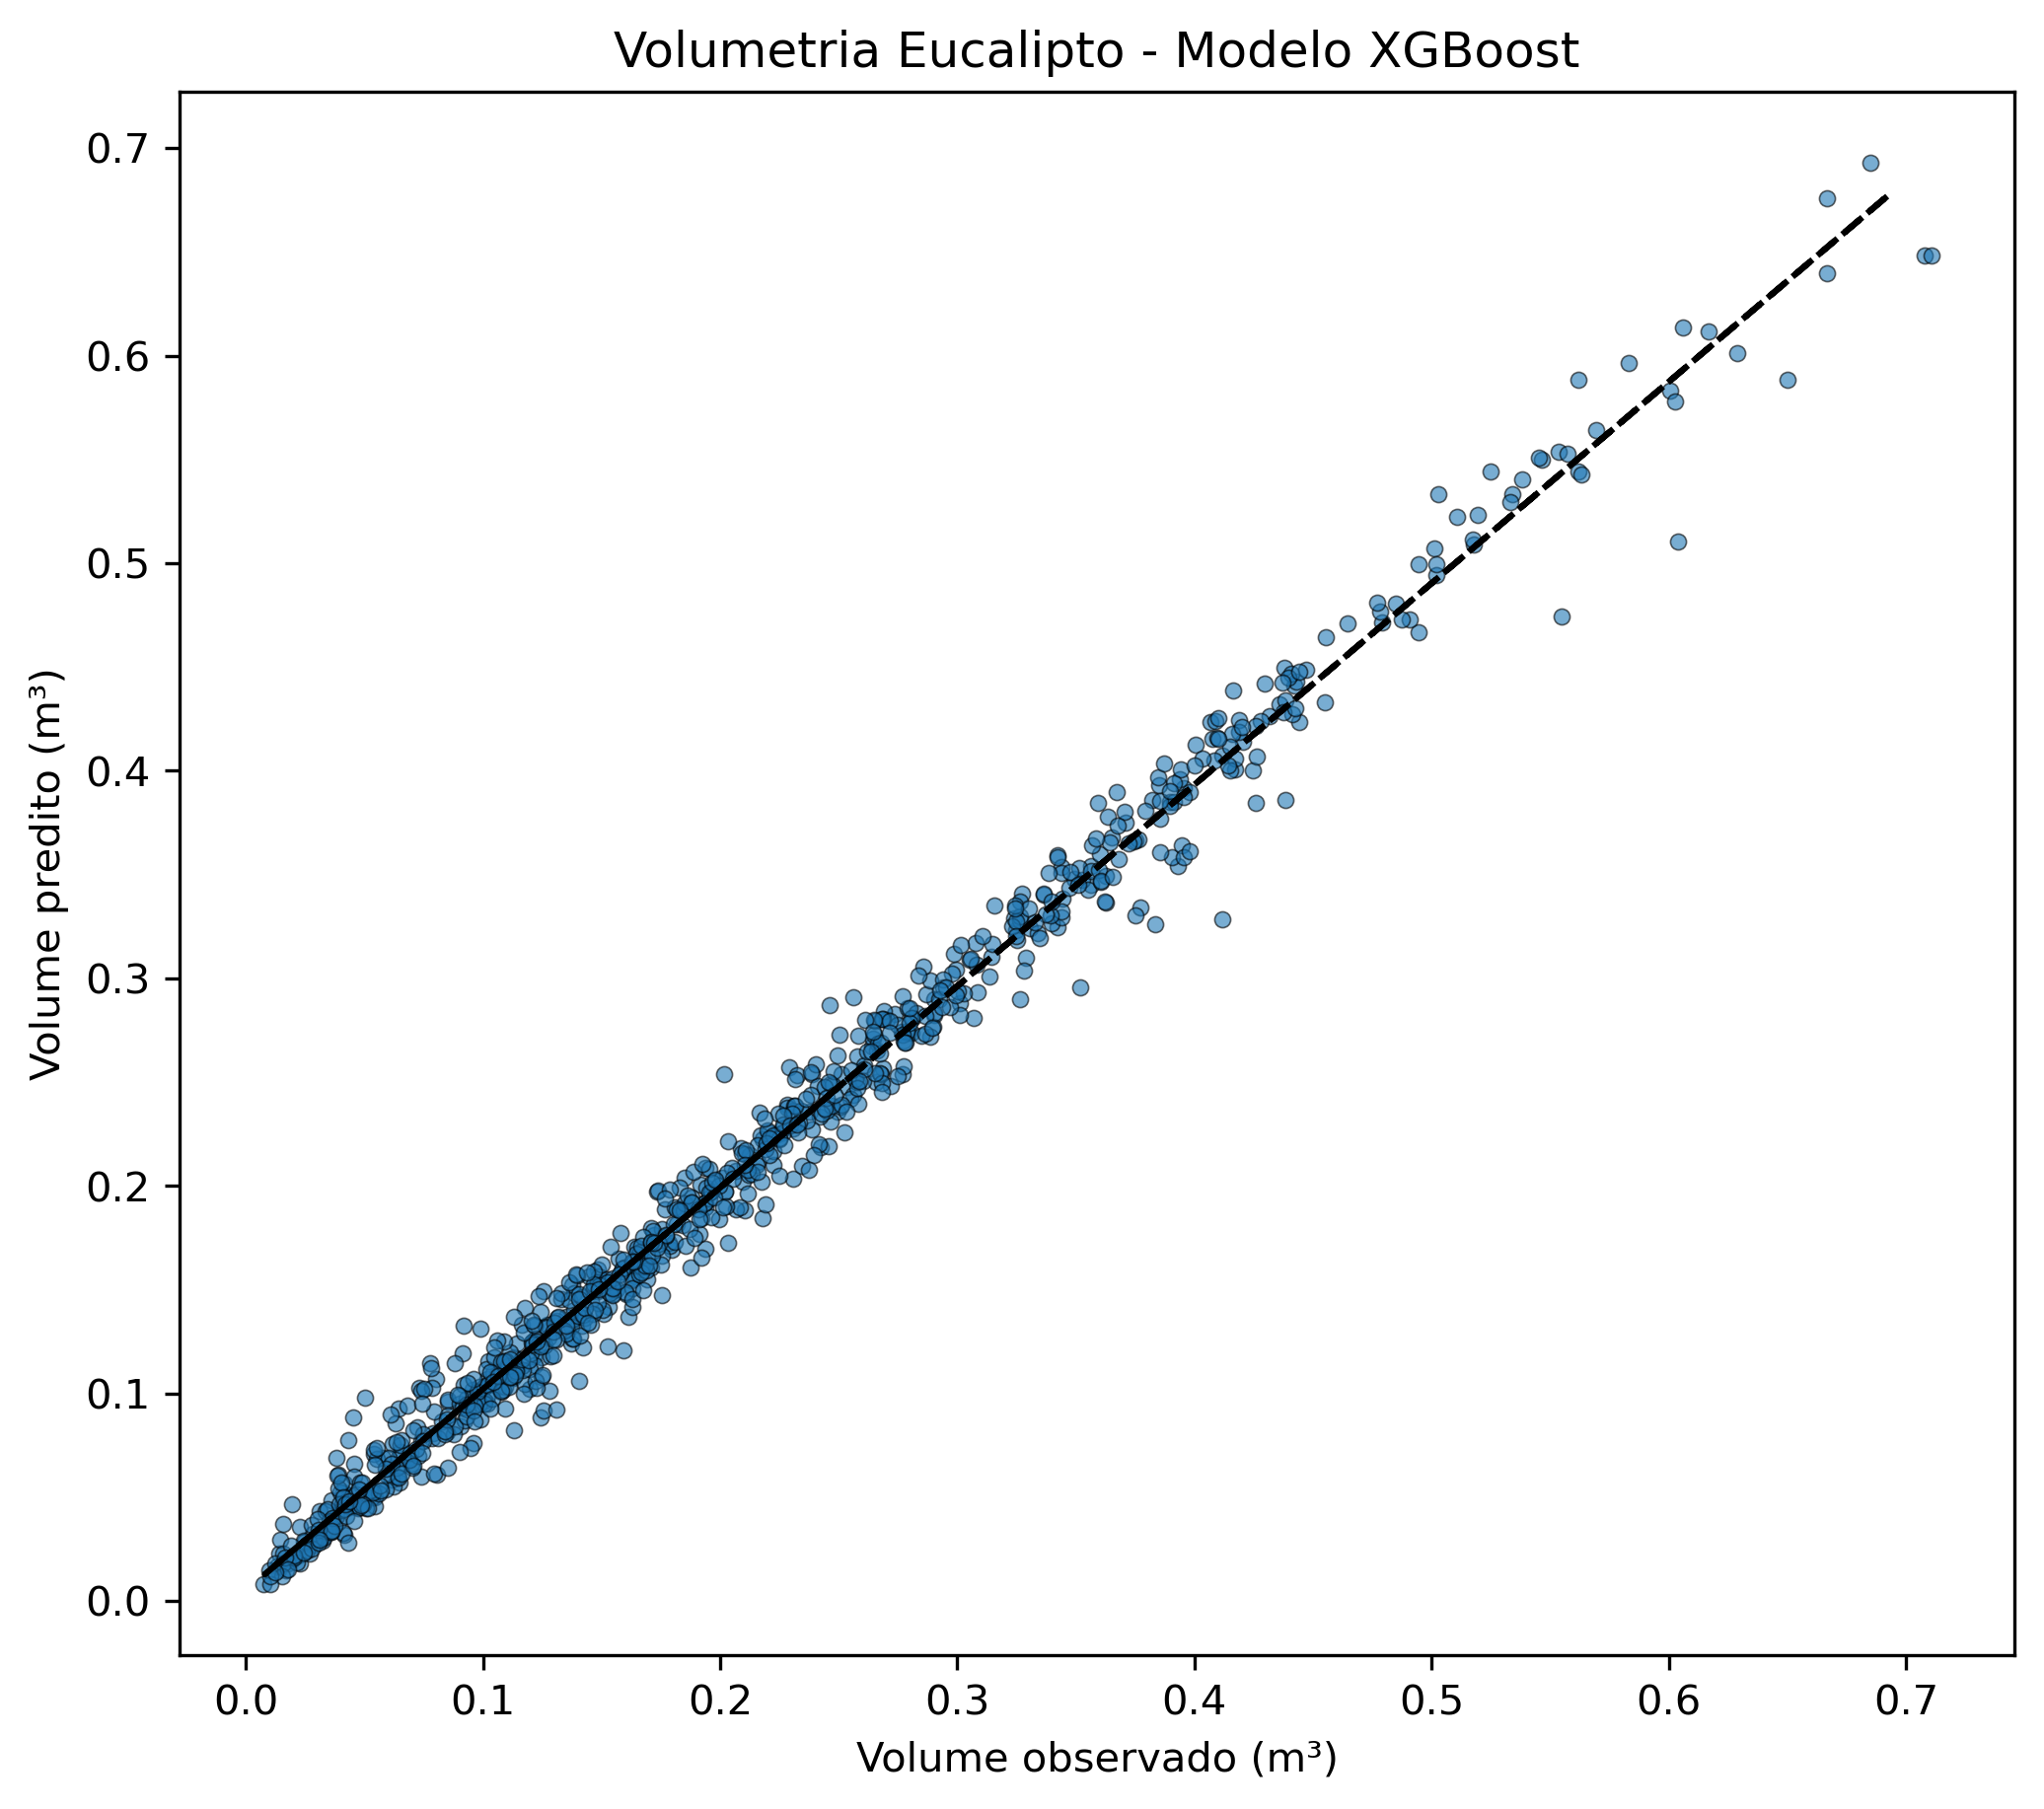 Volumetria Eucalipto - Modelo XGBoost
Volume predito (m³)
0.7
0.6
0.5
0.4
0.3
0.2
0.1
0.0
0.0 0.1 0.2 0.3 0.4 0.5 0.6 0.7
Volume observado (m³)